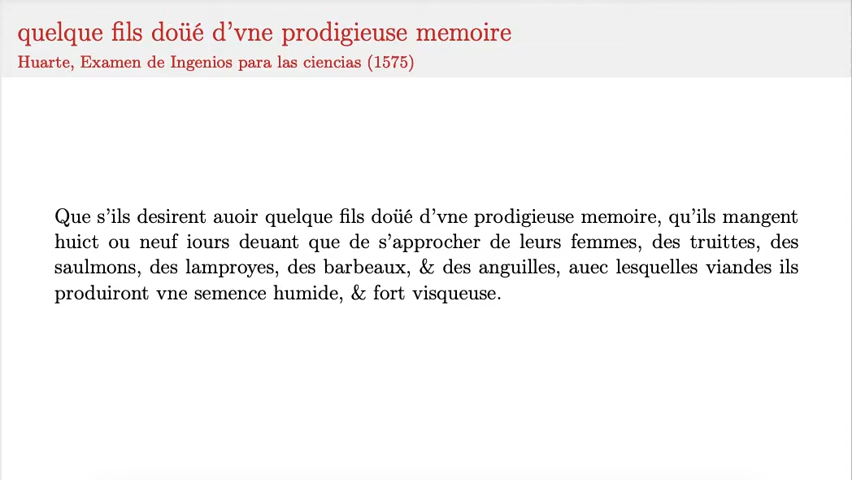 quelque fils doüé d'vne prodigieuse memoire
Huarte, Examen de Ingenios para las ciencias (1575)
Que s'ils desirent auoir quelque fils doüé d'vne prodigieuse memoire, qu'ils mangent
huict ou neuf iours deuant que de s'approcher de leurs femmes, des truittes, des
saulmons, des lamproyes, des barbeaux, & des anguilles, auec lesquelles viandes ils
produiront vne semence humide, & fort visqueuse.